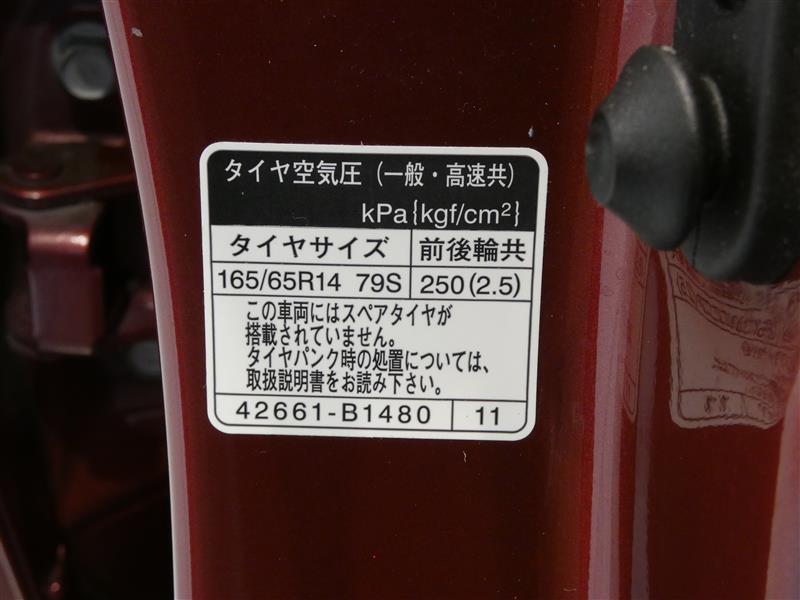 タイヤ空気圧（一般・高速共）
kPa{kgf/cm²}
タイヤサイズ 前後輪共
165/65R14 79S 250(2.5)
この車両にはスペアタイヤが
搭載されていません。
タイヤパンク時の処置については、
取扱説明書をお読み下さい。
42661-B1480 11